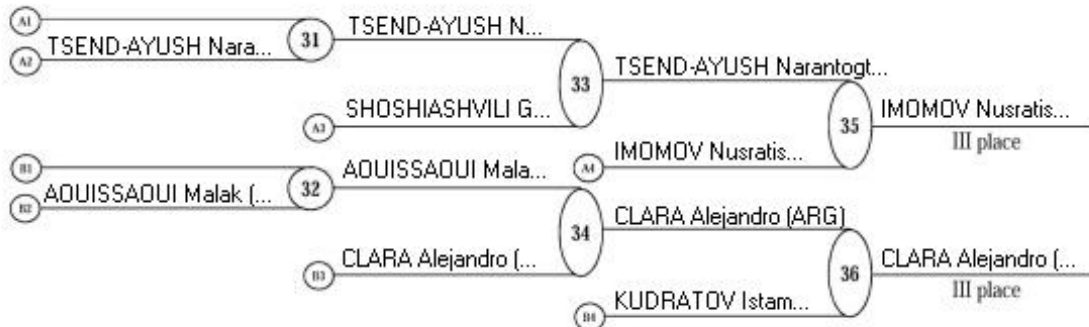 A1
TSEND-AYUSH Nara...
A2
31
TSEND-AYUSH N...
SHOSHIASHVILI G...
A3
33
TSEND-AYUSH Narantogt...
IMOMOV Nusratis...
A4
35
IMOMOV Nusratis...
III place
B1
AOUISSAOUI Malak (...
B2
32
AOUISSAOUI Mala...
CLARA Alejandro (...
B3
34
CLARA Alejandro (ARG)
KUDRATOV Istam...
B4
36
CLARA Alejandro (...
III place